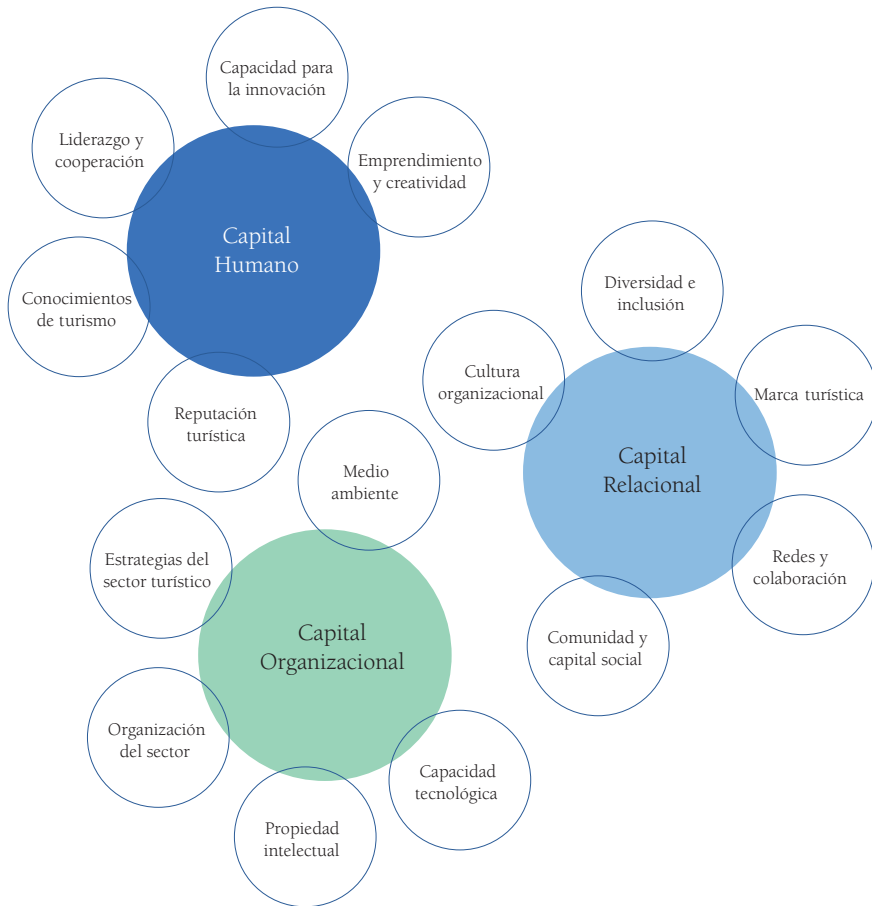 Capacidad para
la innovación
Liderazgo y
cooperación
Emprendimiento
y creatividad
Capital
Humano
Conocimientos
de turismo
Reputación
turística
Diversidad e
inclusión
Cultura
organizacional
Marca turística
Capital
Relacional
Redes y
colaboración
Comunidad y
capital social
Medio
ambiente
Estrategias del
sector turístico
Capital
Organizacional
Organización
del sector
Capacidad
tecnológica
Propiedad
intelectual